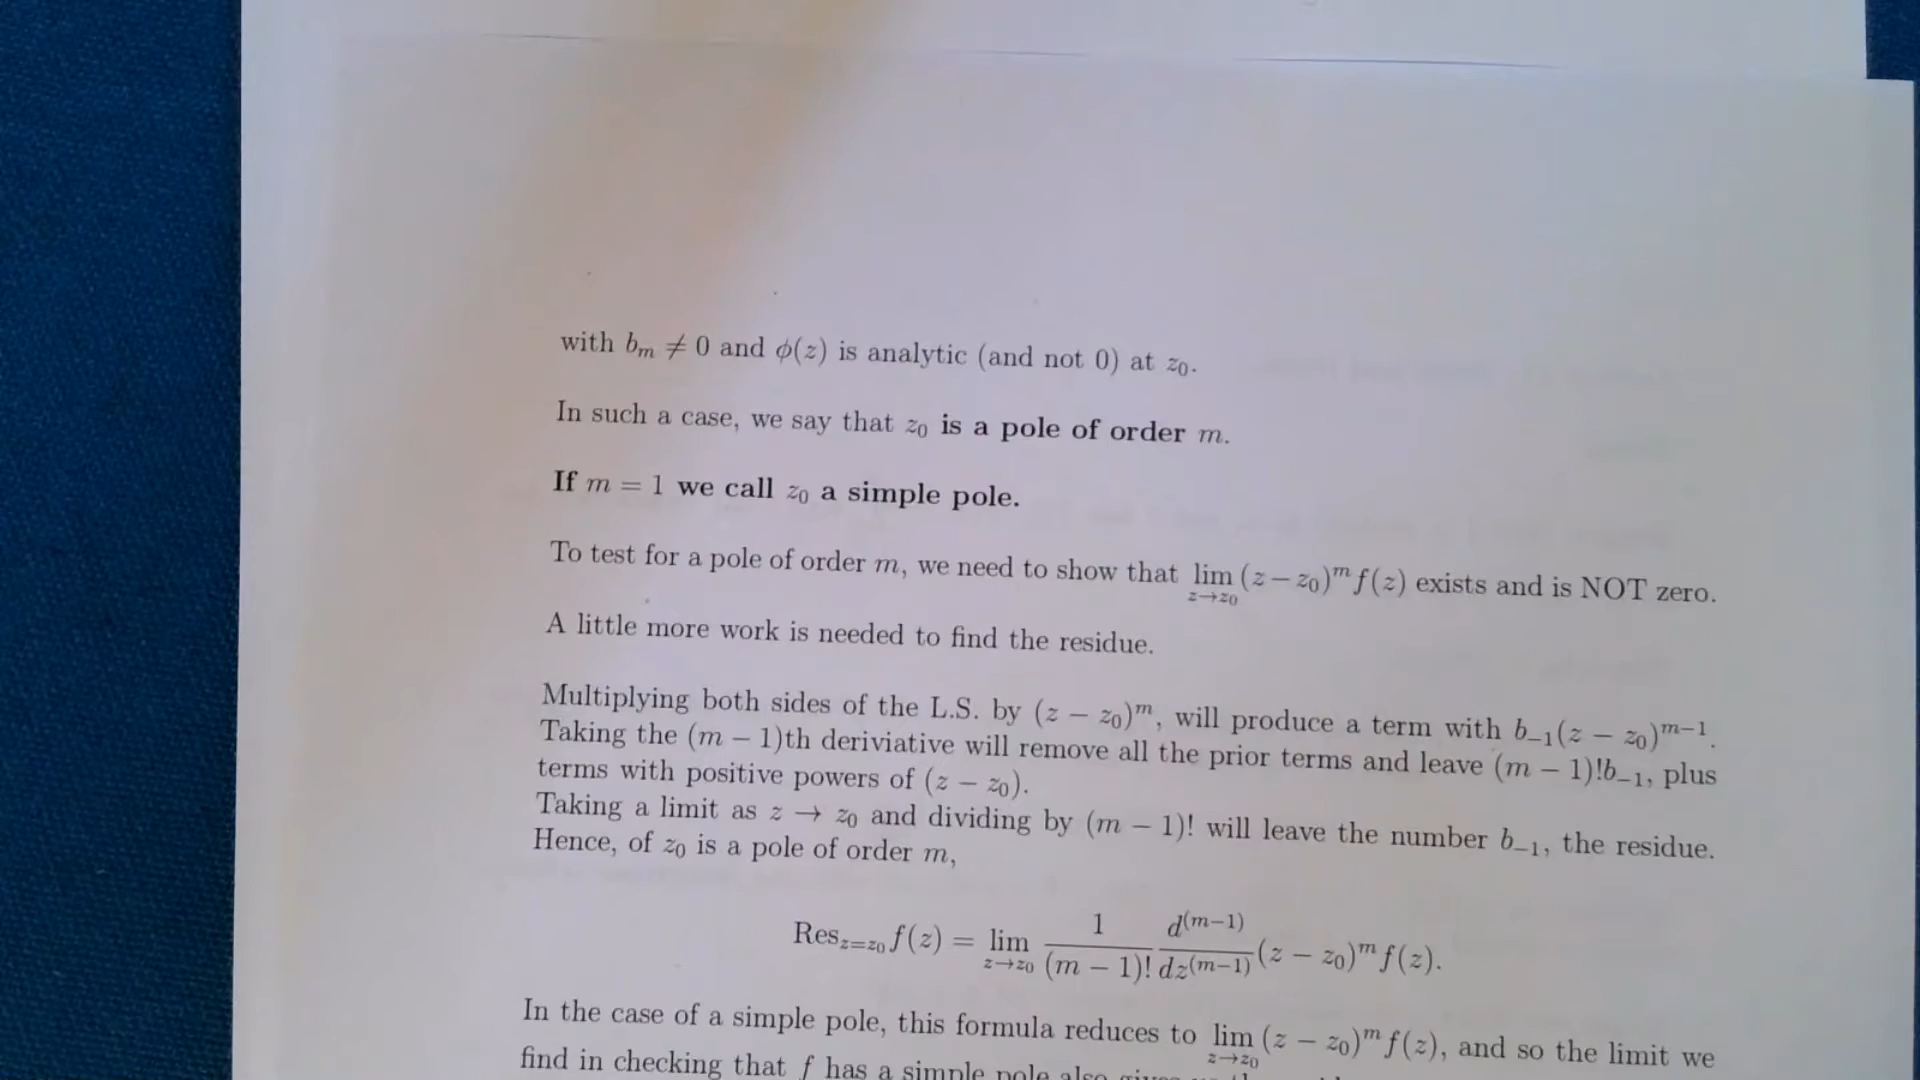 with b_m ≠ 0 and ϕ(z) is analytic (and not 0) at z_0.
In such a case, we say that z_0 is a pole of order m.
If m = 1 we call z_0 a simple pole.
To test for a pole of order m, we need to show that lim_{z→z_0} (z − z_0)^m f(z) exists and is NOT zero.
A little more work is needed to find the residue.
Multiplying both sides of the L.S. by (z − z_0)^m, will produce a term with b_{−1}(z − z_0)^{m−1}.
Taking the (m − 1)th deriviative will remove all the prior terms and leave (m − 1)!b_{−1}, plus
terms with positive powers of (z − z_0).
Taking a limit as z → z_0 and dividing by (m − 1)! will leave the number b_{−1}, the residue.
Hence, of z_0 is a pole of order m,
Res_{z=z_0} f(z) = lim_{z→z_0} \frac{1}{(m − 1)!} \frac{d^{(m−1)}}{dz^{(m−1)}} (z − z_0)^m f(z).
In the case of a simple pole, this formula reduces to lim_{z→z_0} (z − z_0)^m f(z), and so the limit we
find in checking that f has a simple pole also